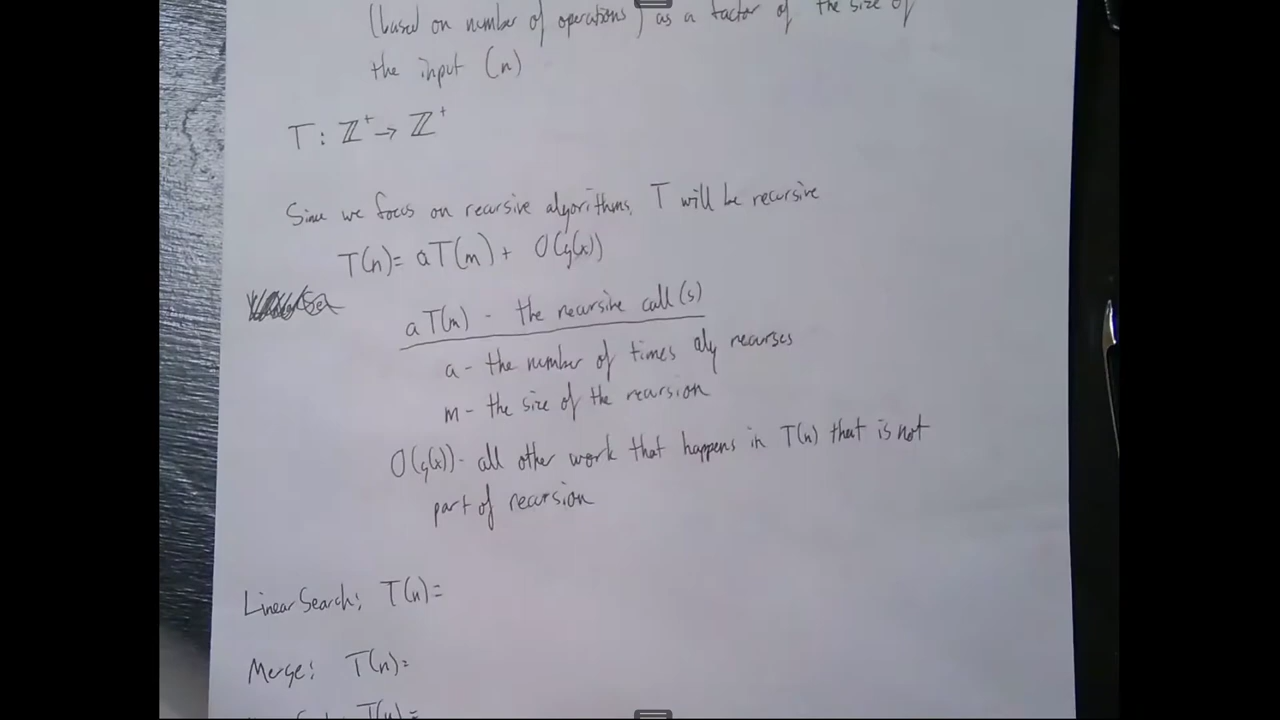 (based on number of operations) as a factor of the size of
the input (n)
T: ℤ⁺ → ℤ⁺
Since we focus on recursive algorithms, T will be recursive
T(n)= aT(m) + O(g(x))
aT(m) - the recursive call(s)
a - the number of times alg recurses
m - the size of the recursion
O(g(x)) - all other work that happens in T(n) that is not
part of recursion
Linear Search: T(n)=
Merge: T(n)=
T(n)=